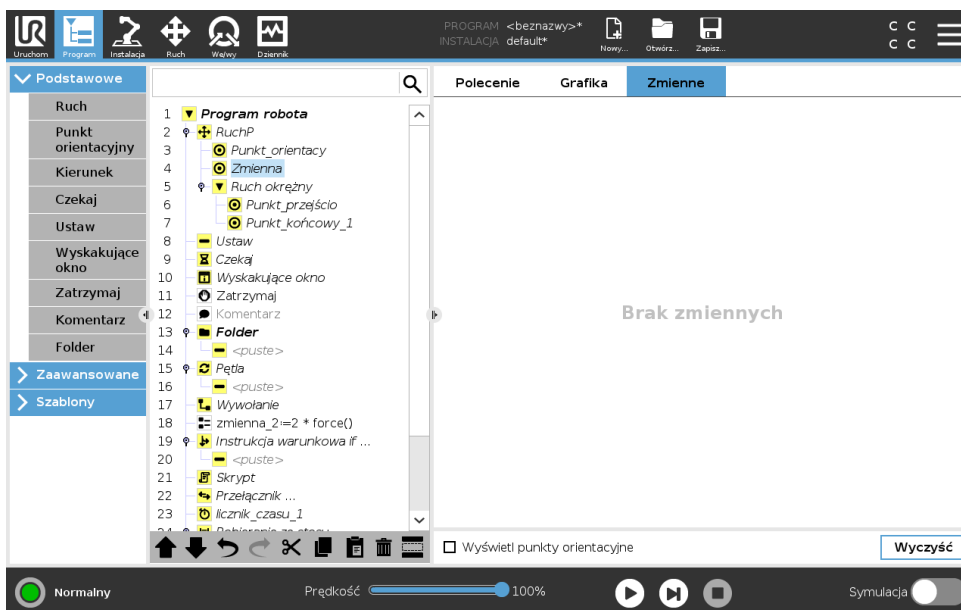 PROGRAM <beznazwy>*
INSTALACJA default*
Uruchom Program Instalacja Ruch We/wy Dziennik Nowy... Otwórz... Zapisz...
C C
C C
Podstawowe
Ruch
Punkt
orientacyjny
Kierunek
Czekaj
Ustaw
Wyskakujące
okno
Zatrzymaj
Komentarz
Folder
Zaawansowane
Szablony
1 Program robota
2 RuchP
3 Punkt_orientacy
4 Zmienna
5 Ruch okrężny
6 Punkt_przejścio
7 Punkt_końcowy_1
8 Ustaw
9 Czekaj
10 Wyskakujące okno
11 Zatrzymaj
12 Komentarz
13 Folder
14 <puste>
15 Pętla
16 <puste>
17 Wywołanie
18 zmienna_2:=2 * force()
19 Instrukcja warunkowa if ...
20 <puste>
21 Skrypt
22 Przełącznik ...
23 licznik_czasu_1
Polecenie Grafika Zmienne
Brak zmiennych
Wyświetl punkty orientacyjne Wyczyść
Normalny Prędkość 100% Symulacja